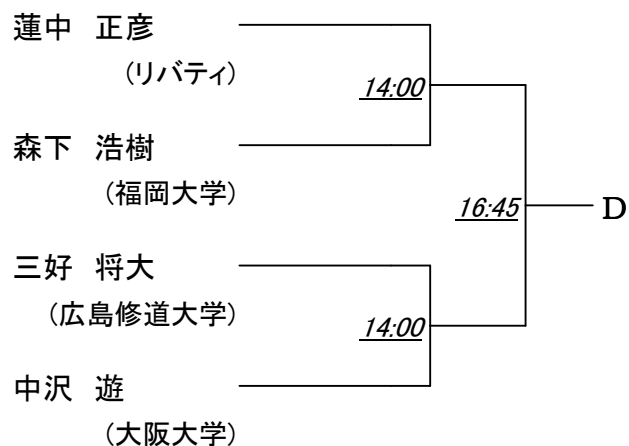 蓮中 正彦
(リバティ)
14:00
森下 浩樹
(福岡大学)
16:45
D
三好 将大
(広島修道大学)
14:00
中沢 遊
(大阪大学)